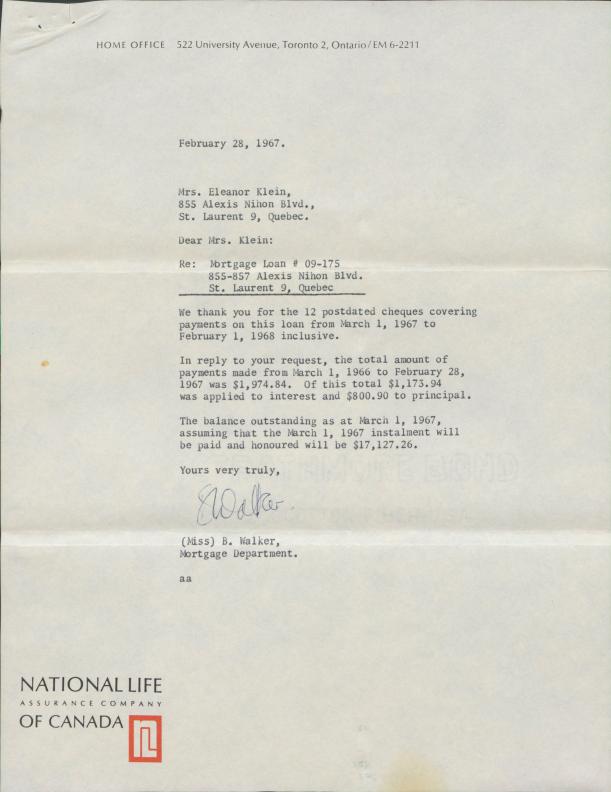 HOME OFFICE 522 University Avenue, Toronto 2, Ontario/EM 6-2211
February 28, 1967.
Mrs. Eleanor Klein,
855 Alexis Nihon Blvd.,
St. Laurent 9, Quebec.
Dear Mrs. Klein:
Re: Mortgage Loan # 09-175
855-857 Alexis Nihon Blvd.
St. Laurent 9, Quebec
We thank you for the 12 postdated cheques covering
payments on this loan from March 1, 1967 to
February 1, 1968 inclusive.
In reply to your request, the total amount of
payments made from March 1, 1966 to February 28,
1967 was $1,974.84. Of this total $1,173.94
was applied to interest and $800.90 to principal.
The balance outstanding as at March 1, 1967,
assuming that the March 1, 1967 instalment will
be paid and honoured will be $17,127.26.
Yours very truly,
BWalker.
(Miss) B. Walker,
Mortgage Department.
aa
NATIONAL LIFE
ASSURANCE COMPANY
OF CANADA